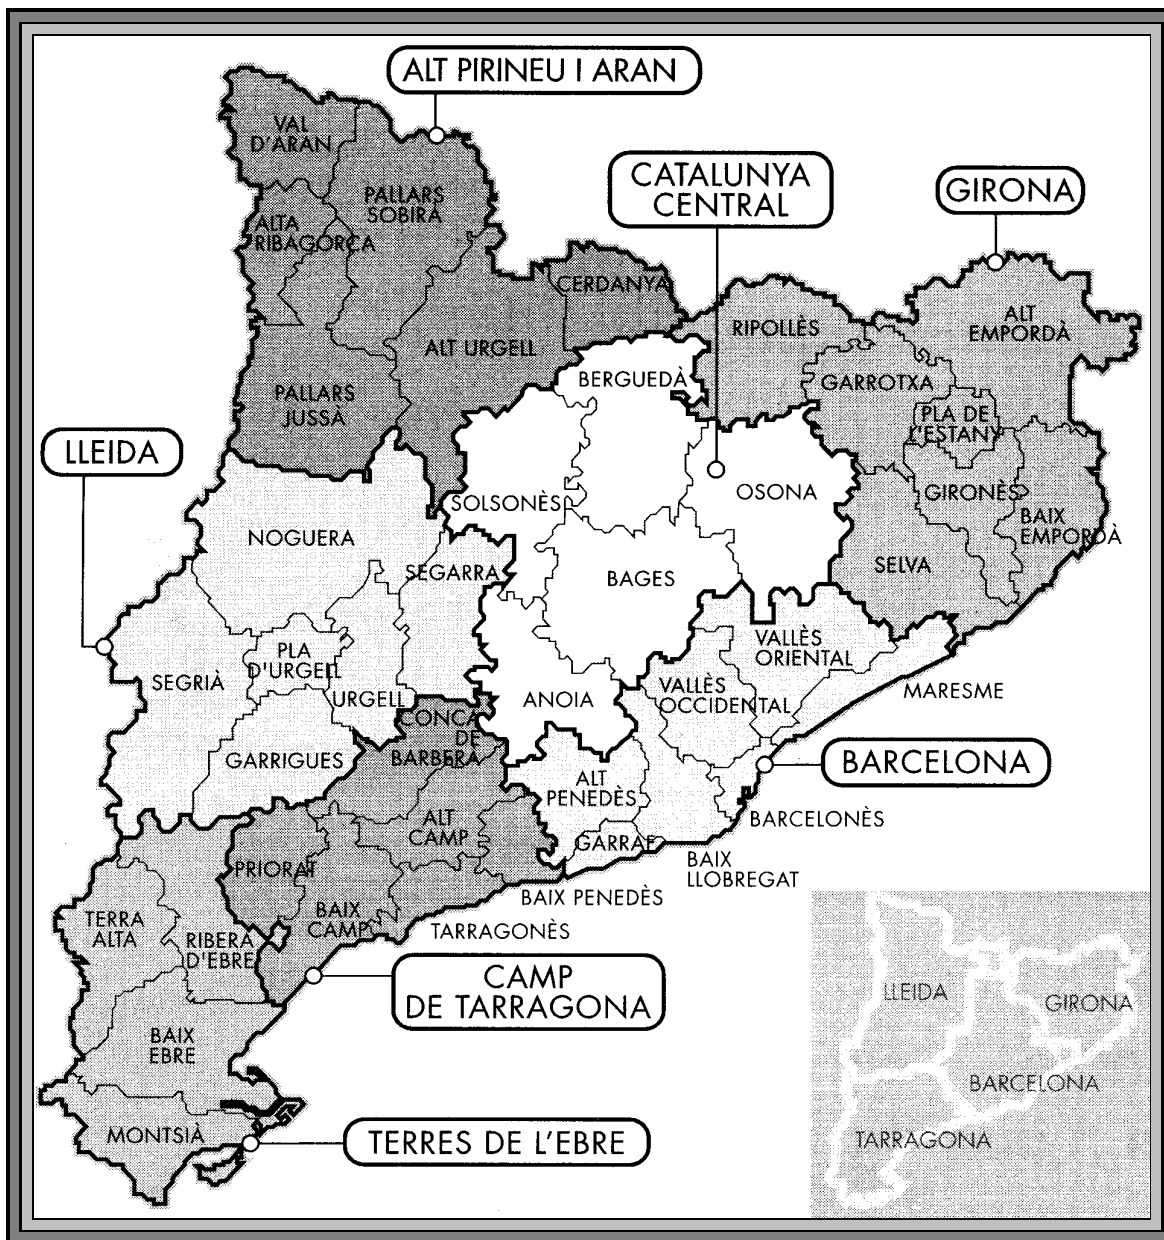 ALT PIRINEU I ARAN
VAL
D'ARAN
CATALUNYA
CENTRAL
GIRONA
PALLARS
SOBIRÀ
ALTA
RIBAGORÇA
CERDANYA
ALT
EMPORDÀ
RIPOLLÈS
ALT URGELL
BERGUEDÀ
GARROTXA
PALLARS
JUSSÀ
PLA DE
L'ESTANY
LLEIDA
SOLSONÈS
OSONA
GIRONÈS
BAIX
EMPORDÀ
NOGUERA
SEGARRA
BAGES
SELVA
VALLÈS
ORIENTAL
PLA
D'URGELL
SEGRIÀ
URGELL
ANOIA
VALLÈS
OCCIDENTAL
MARESME
CONCA
DE
BARBERÀ
GARRIGUES
BARCELONA
ALT
PENEDÈS
BARCELONÈS
ALT
CAMP
GARRAF
BAIX
LLOBREGAT
PRIORAT
BAIX PENEDÈS
TERRA
ALTA
BAIX
CAMP
TARRAGONÈS
RIBERA
D'EBRE
CAMP
DE TARRAGONA
LLEIDA
GIRONA
BAIX
EBRE
BARCELONA
MONTSIÀ
TERRES DE L'EBRE
TARRAGONA